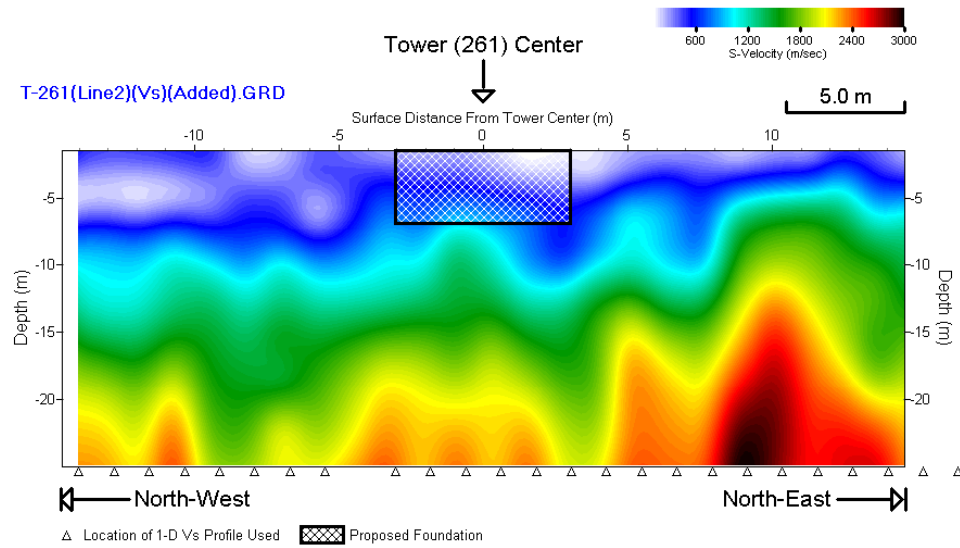 600 1200 1800 2400 3000
S-Velocity (m/sec)
Tower (261) Center
T-261(Line2)(Vs)(Added).GRD
5.0 m
Surface Distance From Tower Center (m)
-10 -5 0 5 10
-5 -5
-10 -10
-15 -15
-20 -20
Depth (m)
Depth (m)
North-West North-East
Location of 1-D Vs Profile Used Proposed Foundation